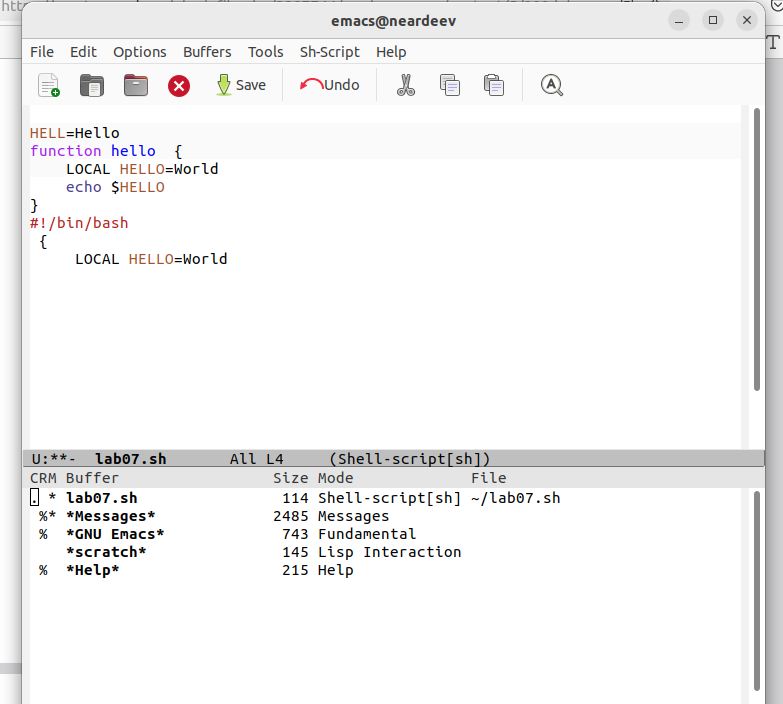 emacs@neardeev
File Edit Options Buffers Tools Sh-Script Help
Save Undo
HELL=Hello
function hello  {
    LOCAL HELLO=World
    echo $HELLO
}
#!/bin/bash
 {
     LOCAL HELLO=World
U:**-  lab07.sh       All L4     (Shell-script[sh])
CRM Buffer                 Size Mode             File
. * lab07.sh                114 Shell-script[sh] ~/lab07.sh
 %* *Messages*             2485 Messages
 %  *GNU Emacs*             743 Fundamental
    *scratch*               145 Lisp Interaction
 %  *Help*                  215 Help